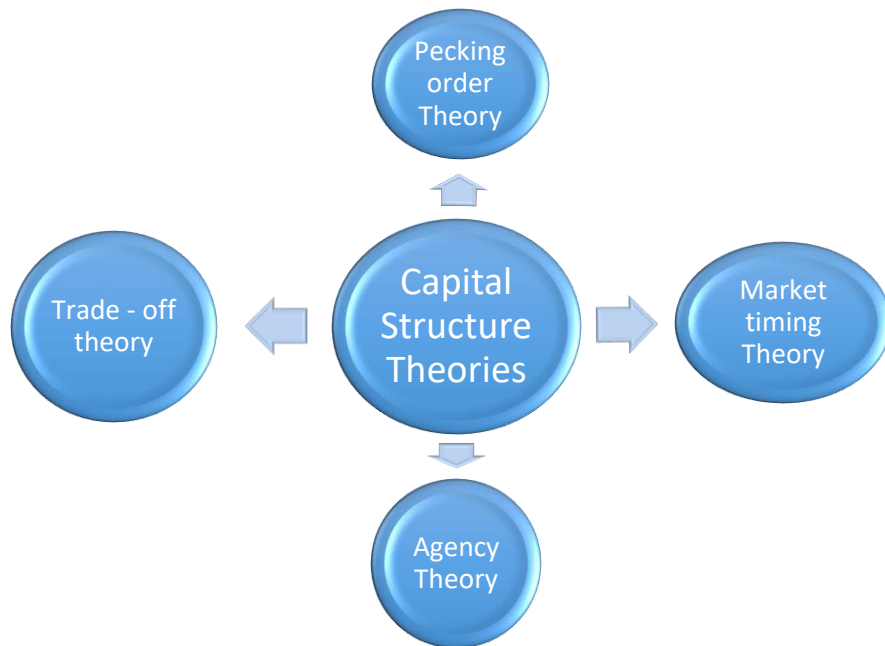 Pecking
order
Theory
Trade - off
theory
Capital
Structure
Theories
Market
timing
Theory
Agency
Theory